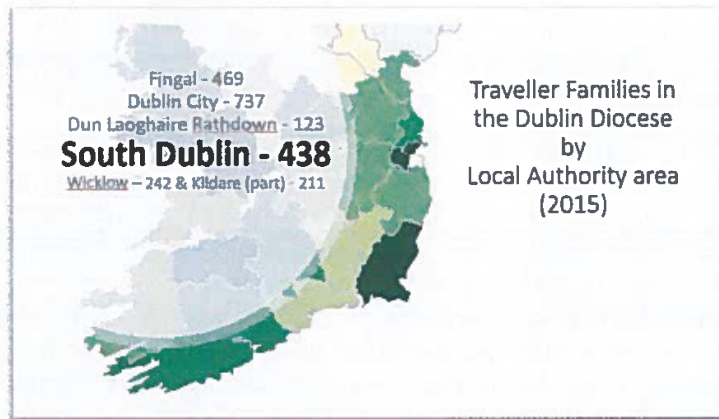 Fingal - 469
Dublin City - 737
Dun Laoghaire Rathdown - 123
South Dublin - 438
Wicklow – 242 & Kildare (part) - 211
Traveller Families in
the Dublin Diocese
by
Local Authority area
(2015)